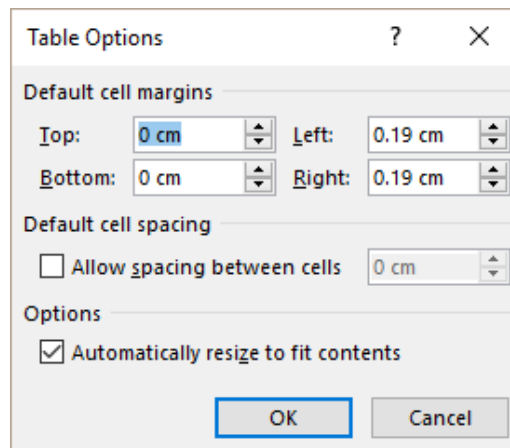 Table Options ?
Default cell margins
Top: 0 cm Left: 0.19 cm
Bottom: 0 cm Right: 0.19 cm
Default cell spacing
Allow spacing between cells 0 cm
Options
Automatically resize to fit contents
OK Cancel